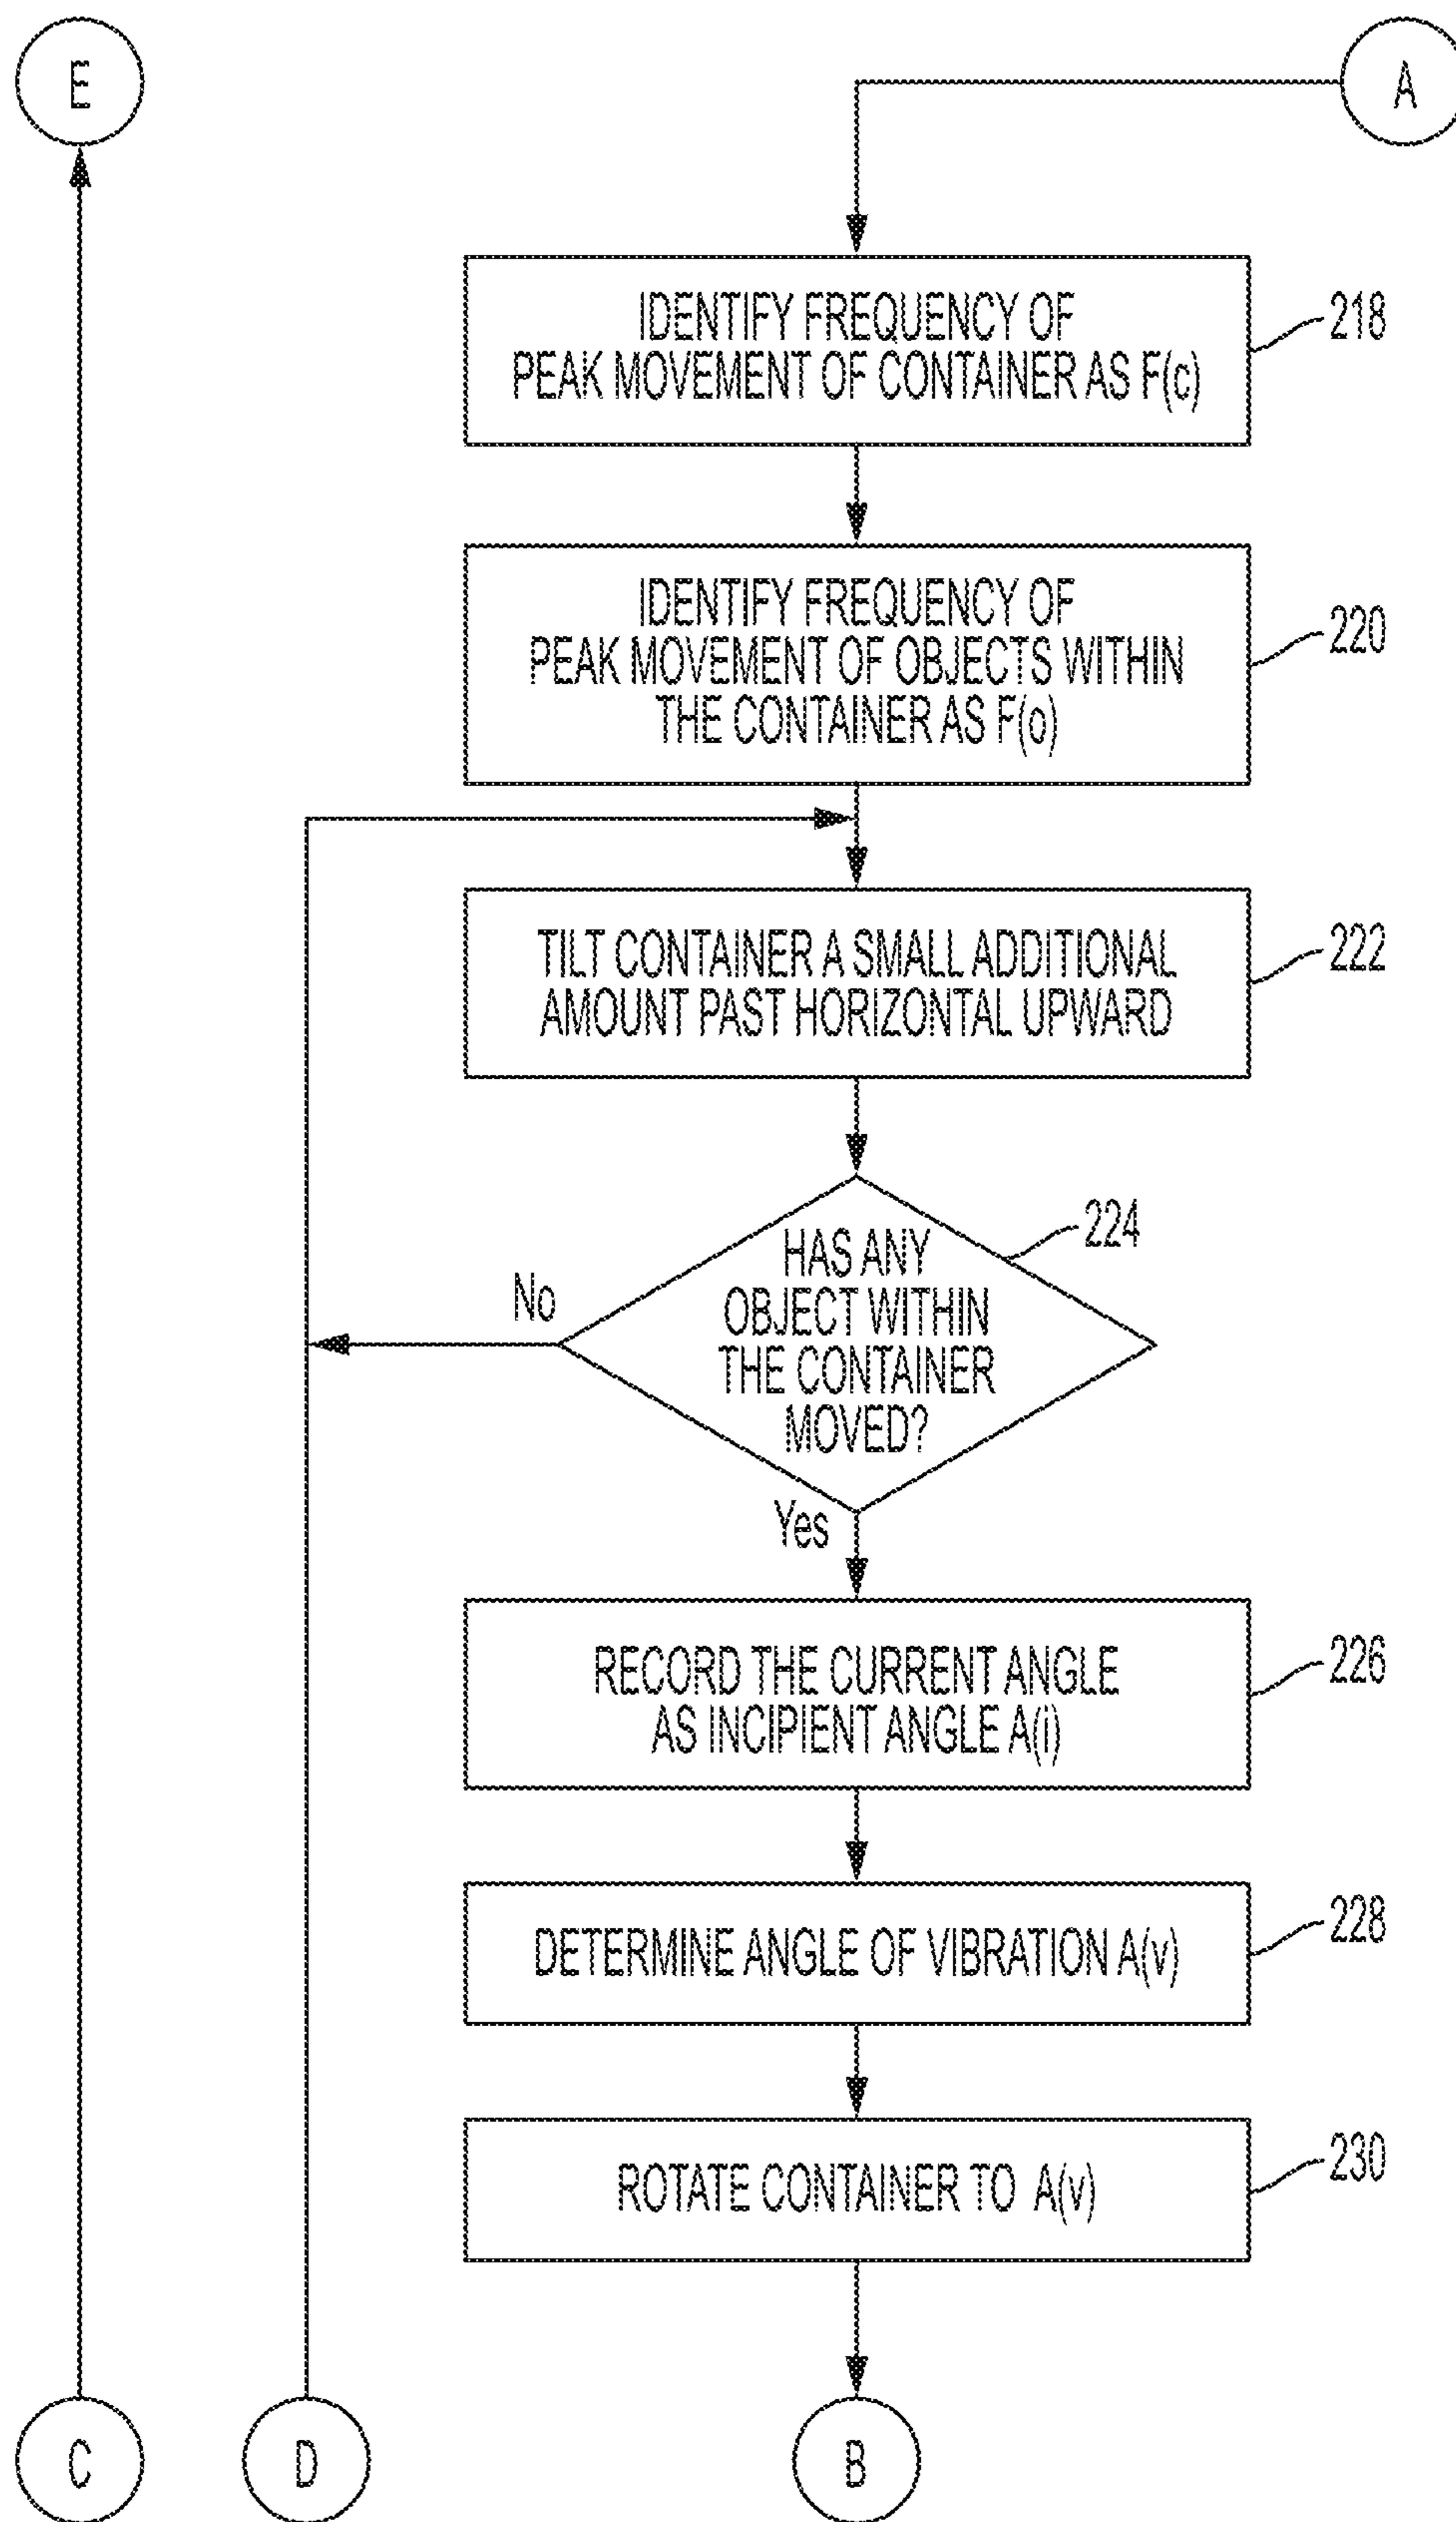 E
A
IDENTIFY FREQUENCY OF
PEAK MOVEMENT OF CONTAINER AS F(c)
218
IDENTIFY FREQUENCY OF
PEAK MOVEMENT OF OBJECTS WITHIN
THE CONTAINER AS F(o)
220
TILT CONTAINER A SMALL ADDITIONAL
AMOUNT PAST HORIZONTAL UPWARD
222
HAS ANY
OBJECT WITHIN
THE CONTAINER
MOVED?
224
No
Yes
RECORD THE CURRENT ANGLE
AS INCIPIENT ANGLE A(i)
226
DETERMINE ANGLE OF VIBRATION A(v)
228
ROTATE CONTAINER TO A(v)
230
C
D
B